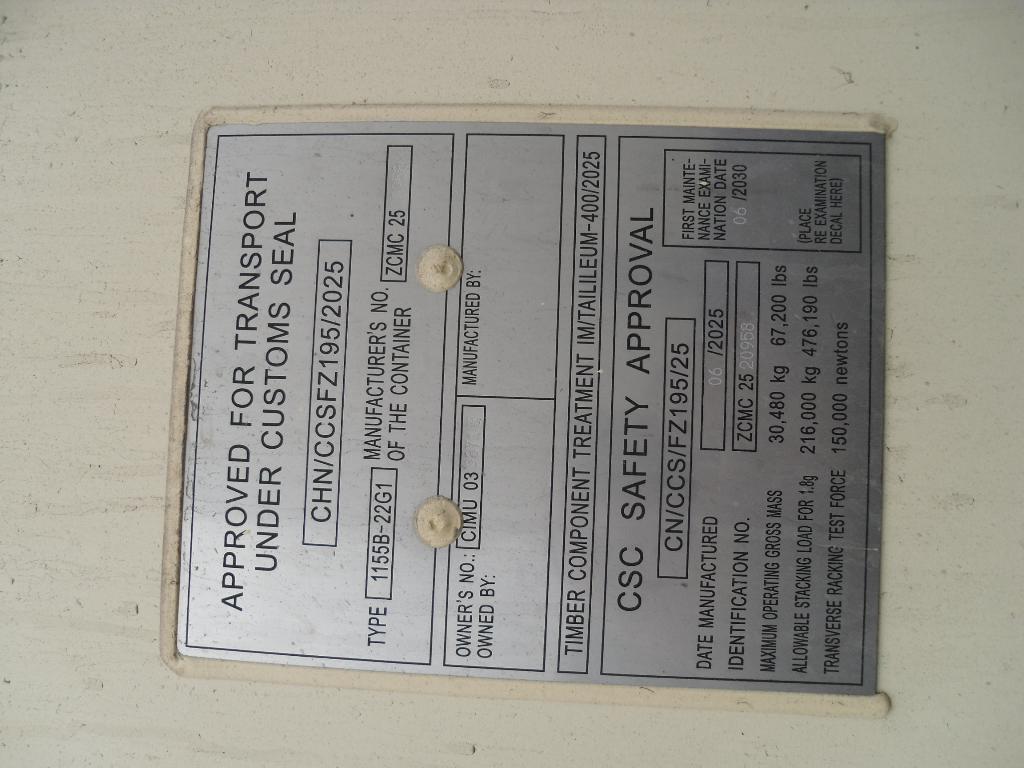 APPROVED FOR TRANSPORT
UNDER CUSTOMS SEAL
CHN/CCSFZ195/2025
TYPE 1155B-22G1 MANUFACTURER'S NO. ZCMC 25
OF THE CONTAINER
OWNER'S NO.: CIMU 03
OWNED BY:
MANUFACTURED BY:
TIMBER COMPONENT TREATMENT IM/TAILILEUM-400/2025
CSC SAFETY APPROVAL
CN/CCS/FZ195/25
DATE MANUFACTURED 06 /2025
IDENTIFICATION NO. ZCMC 25 20958
MAXIMUM OPERATING GROSS MASS 30,480 kg 67,200 lbs
ALLOWABLE STACKING LOAD FOR 1.8g 216,000 kg 476,190 lbs
TRANSVERSE RACKING TEST FORCE 150,000 newtons
FIRST MAINTE-
NANCE EXAMI-
NATION DATE
06 /2030
(PLACE
RE EXAMINATION
DECAL HERE)